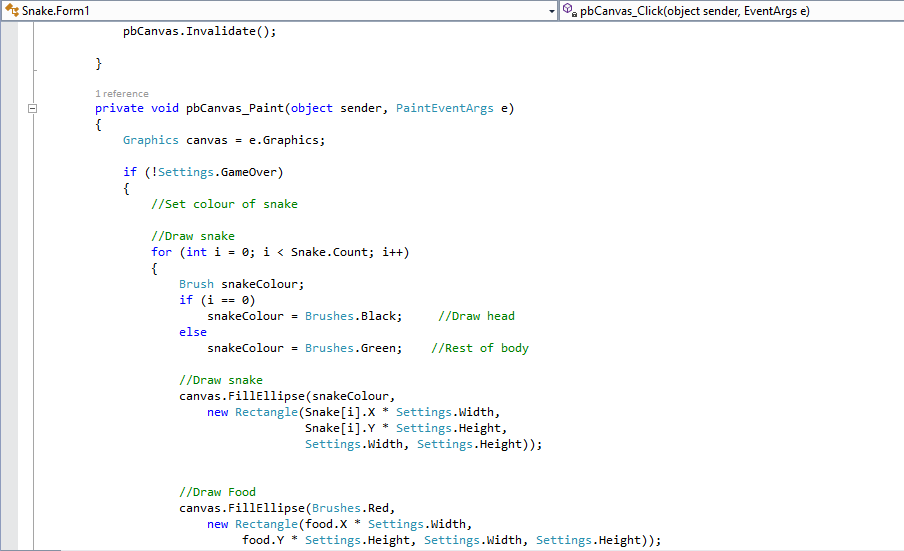 Snake.Form1
pbCanvas_Click(object sender, EventArgs e)
pbCanvas.Invalidate();
}
1 reference
private void pbCanvas_Paint(object sender, PaintEventArgs e)
{
Graphics canvas = e.Graphics;
if (!Settings.GameOver)
{
//Set colour of snake
//Draw snake
for (int i = 0; i < Snake.Count; i++)
{
Brush snakeColour;
if (i == 0)
snakeColour = Brushes.Black;     //Draw head
else
snakeColour = Brushes.Green;    //Rest of body
//Draw snake
canvas.FillEllipse(snakeColour,
new Rectangle(Snake[i].X * Settings.Width,
Snake[i].Y * Settings.Height,
Settings.Width, Settings.Height));
//Draw Food
canvas.FillEllipse(Brushes.Red,
new Rectangle(food.X * Settings.Width,
food.Y * Settings.Height, Settings.Width, Settings.Height));